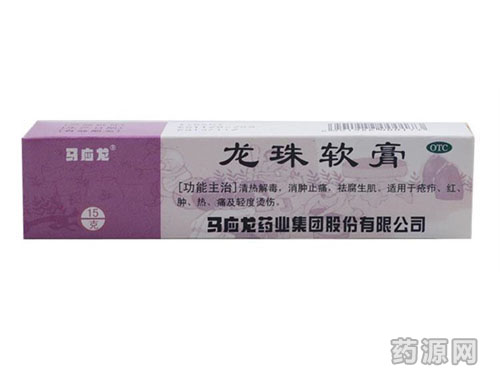 马应龙®
15
克
龙珠软膏
OTC
[功能主治]清热解毒,消肿止痛,祛腐生肌。适用于疮疖、红、
肿、热、痛及轻度烫伤。
马应龙药业集团股份有限公司
药源网